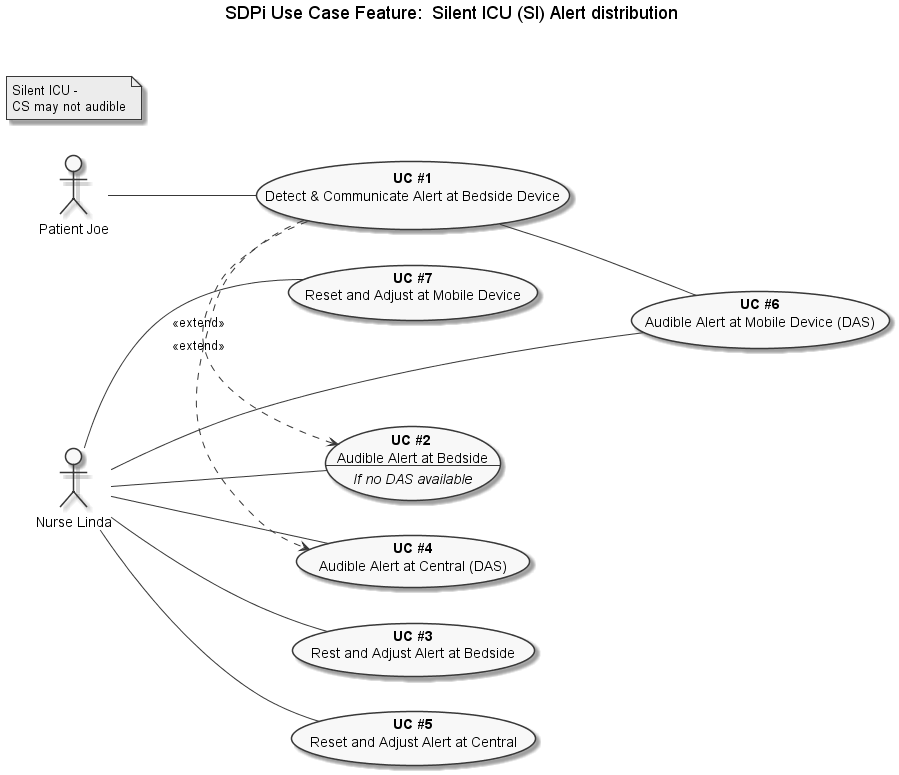 SDPi Use Case Feature:  Silent ICU (SI) Alert distribution
Silent ICU -
CS may not audible
Patient Joe
UC #1
Detect & Communicate Alert at Bedside Device
UC #7
Reset and Adjust at Mobile Device
UC #6
Audible Alert at Mobile Device (DAS)
«extend»
«extend»
UC #2
Audible Alert at Bedside
If no DAS available
Nurse Linda
UC #4
Audible Alert at Central (DAS)
UC #3
Rest and Adjust Alert at Bedside
UC #5
Reset and Adjust Alert at Central